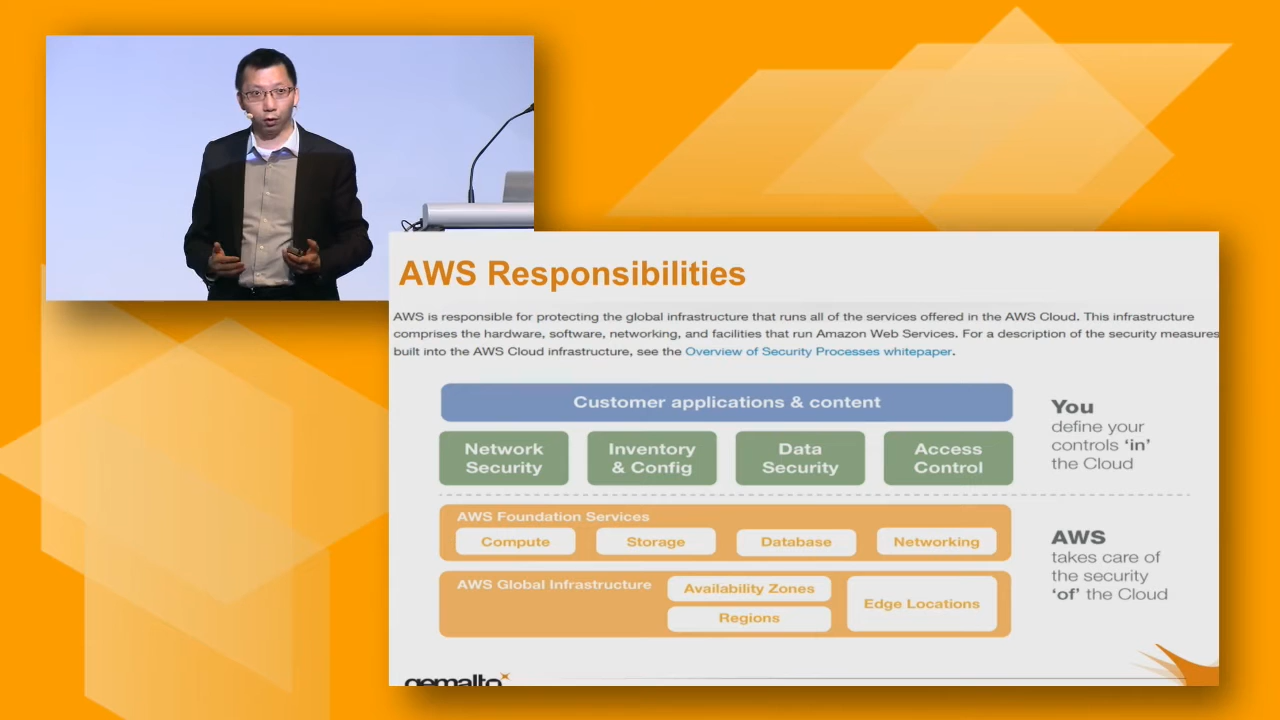 AWS Responsibilities
AWS is responsible for protecting the global infrastructure that runs all of the services offered in the AWS Cloud. This infrastructure
comprises the hardware, software, networking, and facilities that run Amazon Web Services. For a description of the security measures
built into the AWS Cloud infrastructure, see the Overview of Security Processes whitepaper.
Customer applications & content
Network
Security
Inventory
& Config
Data
Security
Access
Control
You
define your
controls 'in'
the Cloud
AWS Foundation Services
Compute
Storage
Database
Networking
AWS Global Infrastructure
Availability Zones
Regions
Edge Locations
AWS
takes care of
the security
'of' the Cloud
gemalto